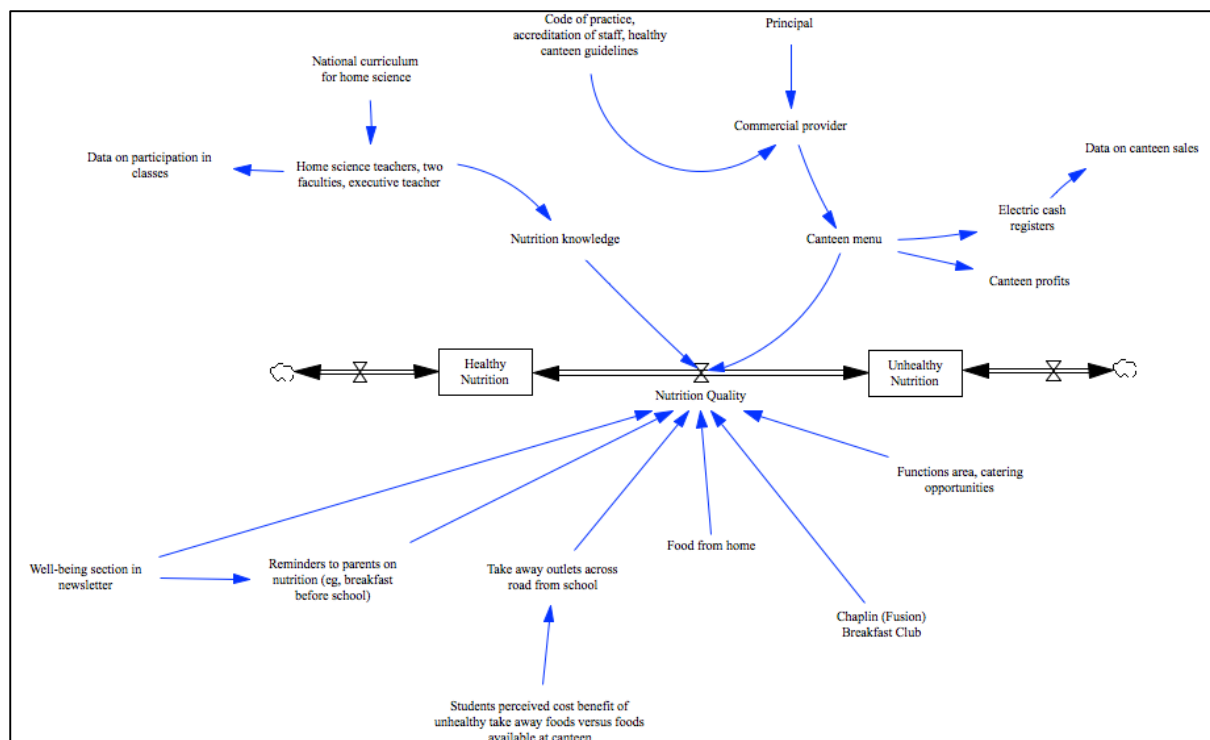 Code of practice,
accreditation of staff, healthy
canteen guidelines
Principal
National curriculum
for home science
Commercial provider
Data on participation in
classes
Home science teachers, two
faculties, executive teacher
Data on canteen sales
Electric cash
registers
Nutrition knowledge
Canteen menu
Canteen profits
Healthy
Nutrition
Unhealthy
Nutrition
Nutrition Quality
Functions area, catering
opportunities
Well-being section in
newsletter
Reminders to parents on
nutrition (eg, breakfast
before school)
Take away outlets across
road from school
Food from home
Chaplin (Fusion)
Breakfast Club
Students perceived cost benefit of
unhealthy take away foods versus foods
available at canteen